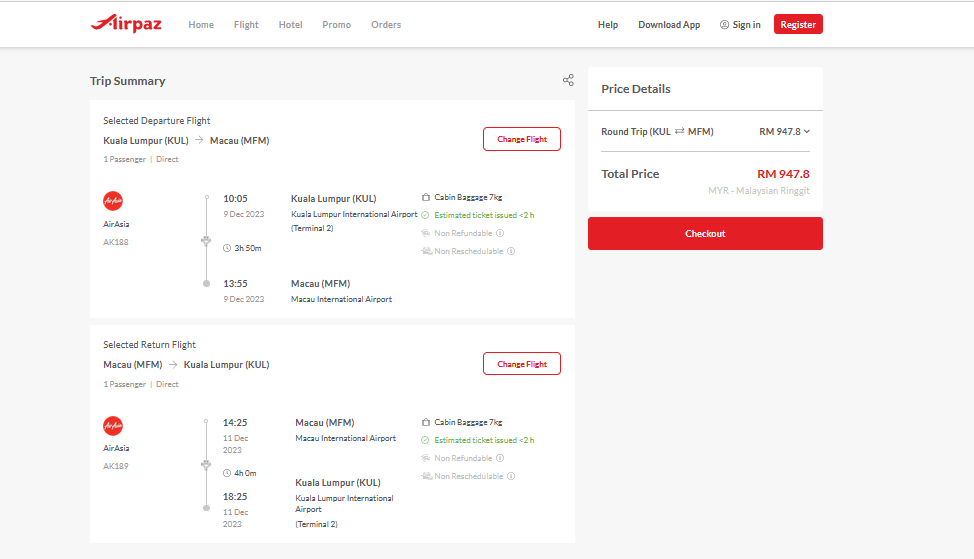 Airpaz Home Flight Hotel Promo Orders Help Download App Sign in Register
Trip Summary
Selected Departure Flight
Kuala Lumpur (KUL) → Macau (MFM)
1 Passenger | Direct
Change Flight
AirAsia
AirAsia
AK188
10:05
9 Dec 2023
3h 50m
13:55
9 Dec 2023
Kuala Lumpur (KUL)
Kuala Lumpur International Airport
(Terminal 2)
Macau (MFM)
Macau International Airport
Cabin Baggage 7kg
Estimated ticket issued <2 h
Non Refundable
Non Reschedulable
Selected Return Flight
Macau (MFM) → Kuala Lumpur (KUL)
1 Passenger | Direct
Change Flight
AirAsia
AirAsia
AK189
14:25
11 Dec
2023
4h 0m
18:25
11 Dec
2023
Macau (MFM)
Macau International Airport
Kuala Lumpur (KUL)
Kuala Lumpur International
Airport
(Terminal 2)
Cabin Baggage 7kg
Estimated ticket issued <2 h
Non Refundable
Non Reschedulable
Price Details
Round Trip (KUL ⇄ MFM) RM 947.8
Total Price RM 947.8
MYR - Malaysian Ringgit
Checkout